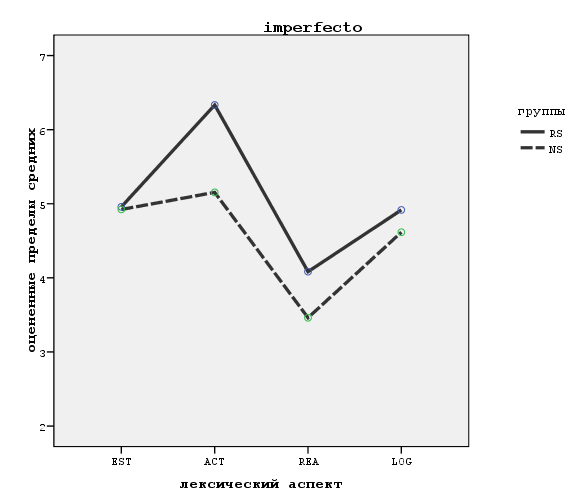 imperfecto
оцененные пределы средних
7
6
5
4
3
2
EST ACT REA LOG
лексический аспект
группы
RS
NS